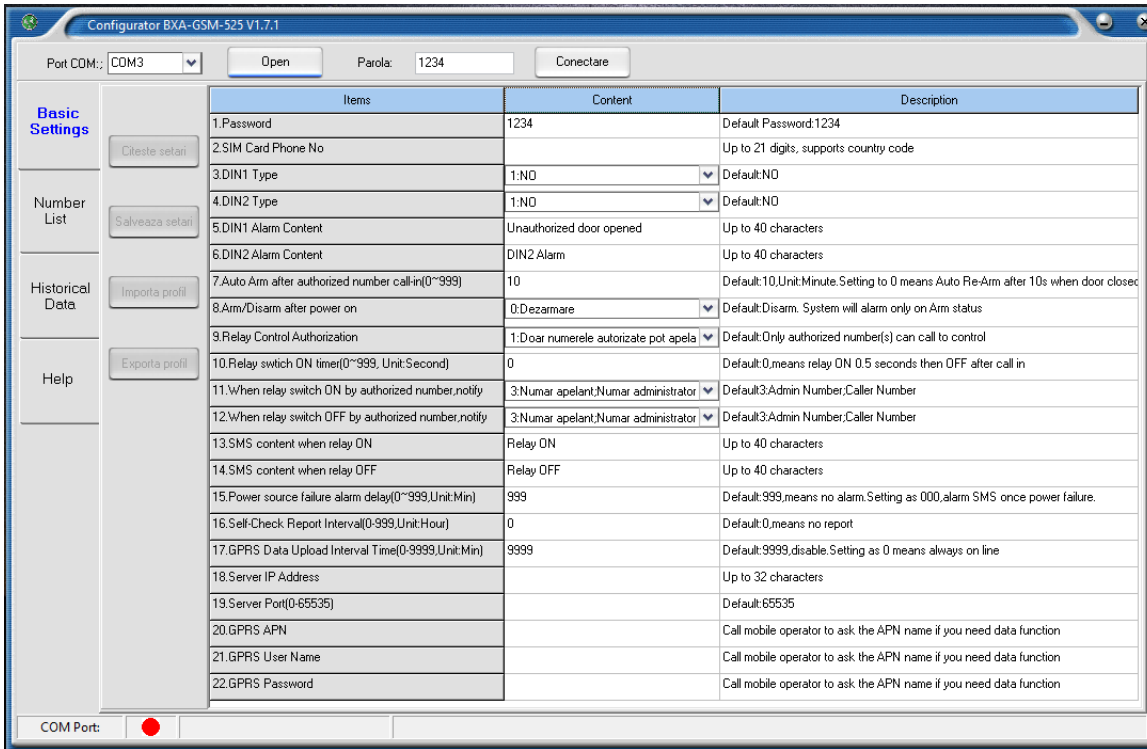 Configurator BXA-GSM-525 V1.7.1
Port COM:; COM3 Open Parola: 1234 Conectare
Basic Settings
Number List
Historical Data
Help
Citeste setari
Salveaza setari
Importa profil
Exporta profil
Items Content Description
1.Password 1234 Default Password:1234
2.SIM Card Phone No Up to 21 digits, supports country code
3.DIN1 Type 1:NO Default:NO
4.DIN2 Type 1:NO Default:NO
5.DIN1 Alarm Content Unauthorized door opened Up to 40 characters
6.DIN2 Alarm Content DIN2 Alarm Up to 40 characters
7.Auto Arm after authorized number call-in(0~999) 10 Default:10,Unit:Minute.Setting to 0 means Auto Re-Arm after 10s when door closed
8.Arm/Disarm after power on 0:Dezarmare Default:Disarm. System will alarm only on Arm status
9.Relay Control Authorization 1:Doar numerele autorizate pot apela Default:Only authorized number(s) can call to control
10.Relay swtich ON timer(0~999, Unit:Second) 0 Default:0,means relay ON 0.5 seconds then OFF after call in
11.When relay switch ON by authorized number,notify 3:Numar apelant;Numar administrator Default3:Admin Number;Caller Number
12.When relay switch OFF by authorized number,notify 3:Numar apelant;Numar administrator Default3:Admin Number;Caller Number
13.SMS content when relay ON Relay ON Up to 40 characters
14.SMS content when relay OFF Relay OFF Up to 40 characters
15.Power source failure alarm delay(0~999,Unit:Min) 999 Default:999,means no alarm.Setting as 000,alarm SMS once power failure.
16.Self-Check Report Interval(0-999,Unit:Hour) 0 Default:0,means no report
17.GPRS Data Upload Interval Time(0-9999,Unit:Min) 9999 Default:9999,disable.Setting as 0 means always on line
18.Server IP Address Up to 32 characters
19.Server Port(0-65535) Default:65535
20.GPRS APN Call mobile operator to ask the APN name if you need data function
21.GPRS User Name Call mobile operator to ask the APN name if you need data function
22.GPRS Password Call mobile operator to ask the APN name if you need data function
COM Port: